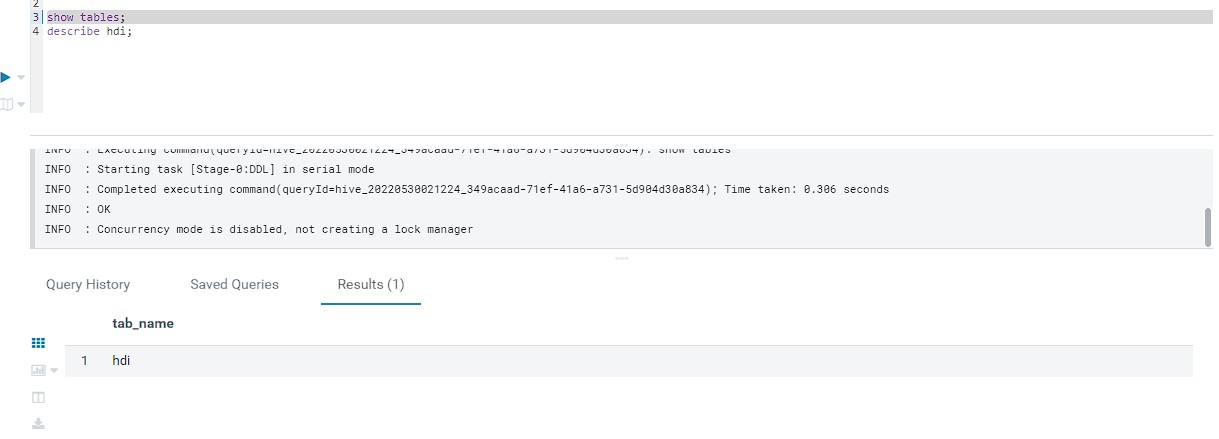 2
3 show tables;
4 describe hdi;
INFO : Executing command(queryId=hive_20220530021224_349acaad-71ef-41a6-a731-5d904d30a834): show tables
INFO : Starting task [Stage-0:DDL] in serial mode
INFO : Completed executing command(queryId=hive_20220530021224_349acaad-71ef-41a6-a731-5d904d30a834); Time taken: 0.306 seconds
INFO : OK
INFO : Concurrency mode is disabled, not creating a lock manager
Query History Saved Queries Results (1)
tab_name
1 hdi